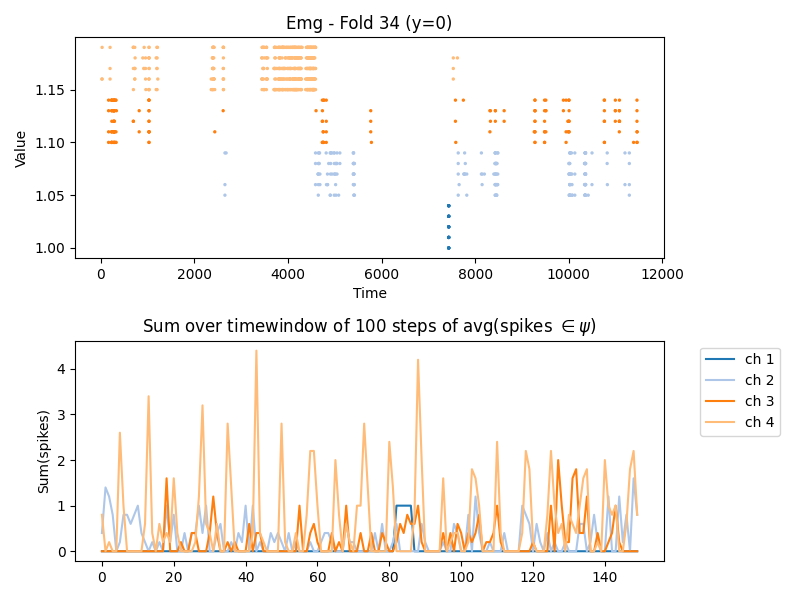 Emg - Fold 34 (y=0)
Value
1.15
1.10
1.05
1.00
0 2000 4000 6000 8000 10000 12000
Time
Sum over timewindow of 100 steps of avg(spikes ∈ ψ)
Sum(spikes)
4
3
2
1
0
0 20 40 60 80 100 120 140
ch 1
ch 2
ch 3
ch 4